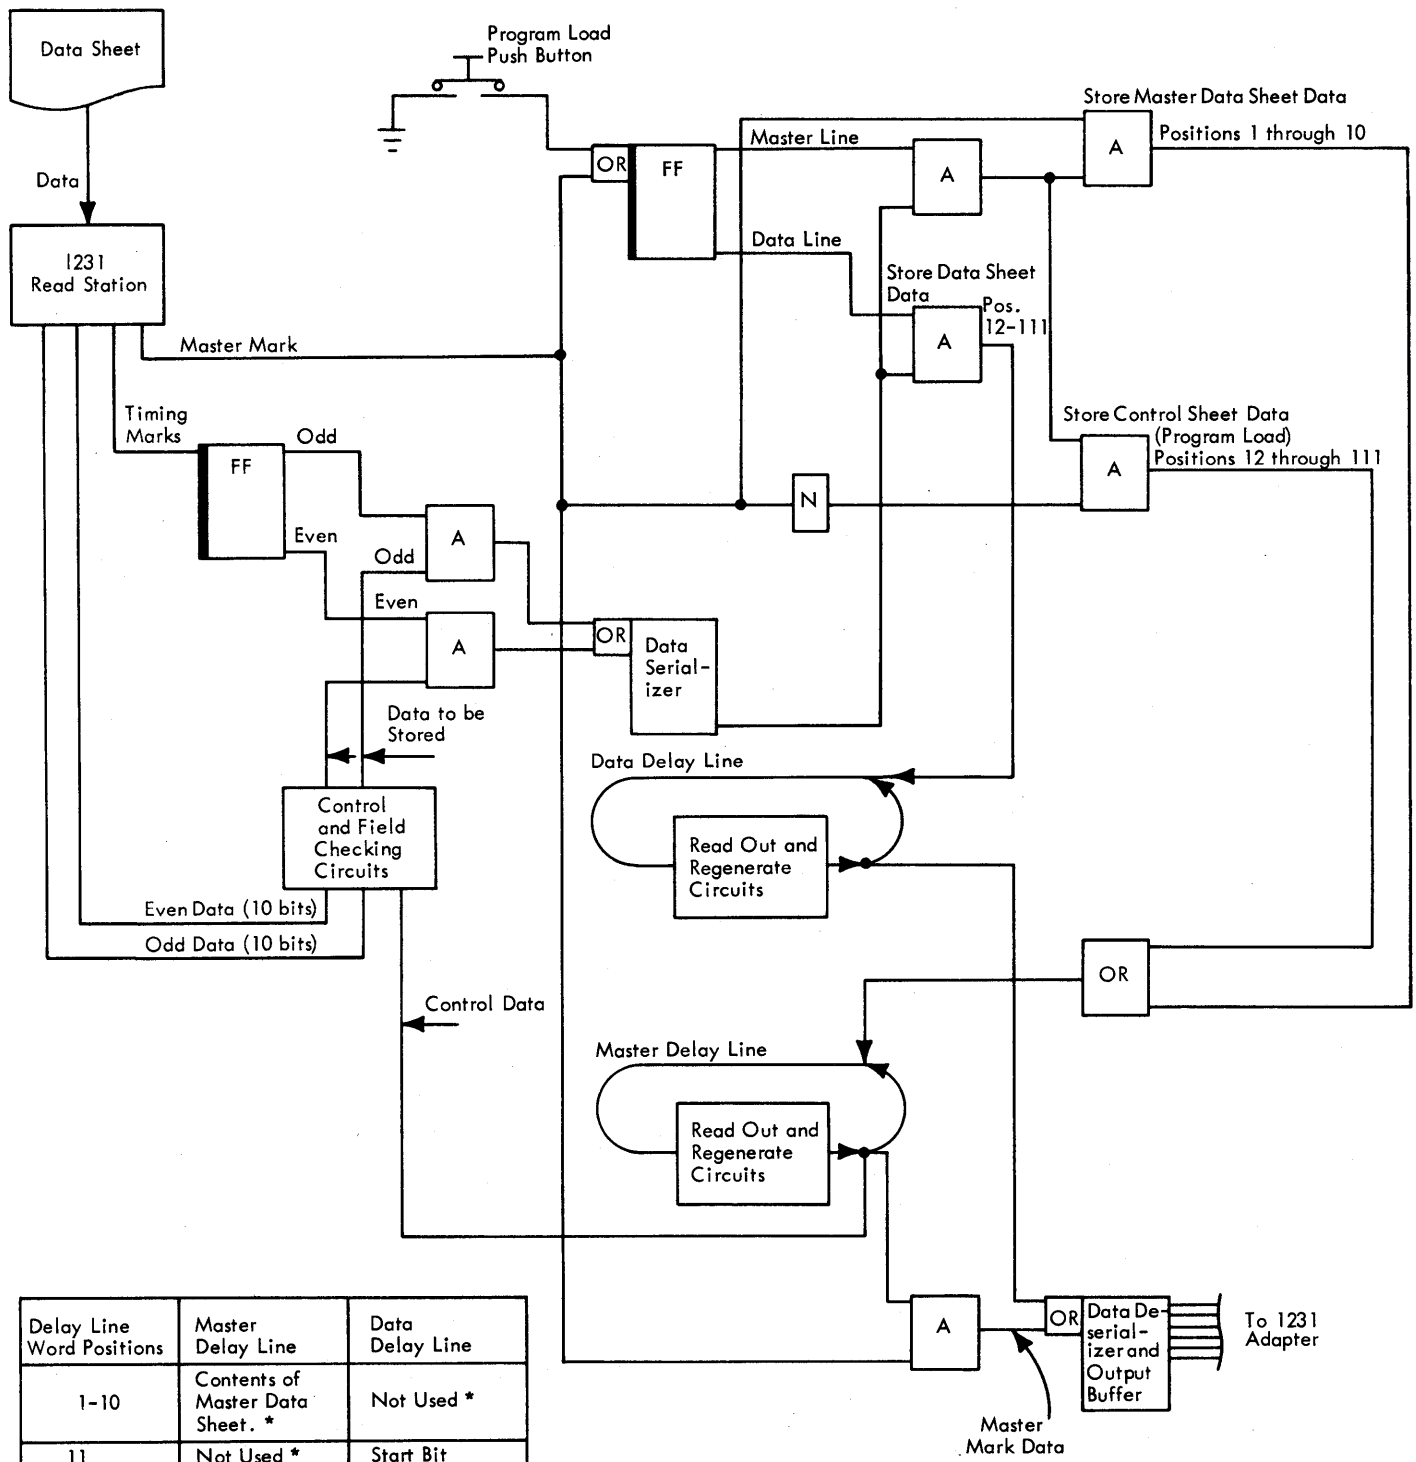 Data Sheet
Program Load
Push Button
Store Master Data Sheet Data
Positions 1 through 10
A
Master Line
OR
FF
A
Data
Data Line
1231
Read Station
Store Data Sheet
Data
Pos.
12-111
A
Master Mark
Timing
Marks
Odd
FF
Store Control Sheet Data
(Program Load)
Positions 12 through 111
A
N
Even
A
Odd
Even
A
OR
Data
Serial-
izer
Data to be
Stored
Data Delay Line
Control
and Field
Checking
Circuits
Read Out and
Regenerate
Circuits
Even Data (10 bits)
Odd Data (10 bits)
OR
Control Data
Master Delay Line
Read Out and
Regenerate
Circuits
A
OR
Data De-
serial-
izer and
Output
Buffer
To 1231
Adapter
Master
Mark Data
Delay Line
Word Positions
Master
Delay Line
Data
Delay Line
1-10
Contents of
Master Data
Sheet. *
Not Used *
11
Not Used *
Start Bit